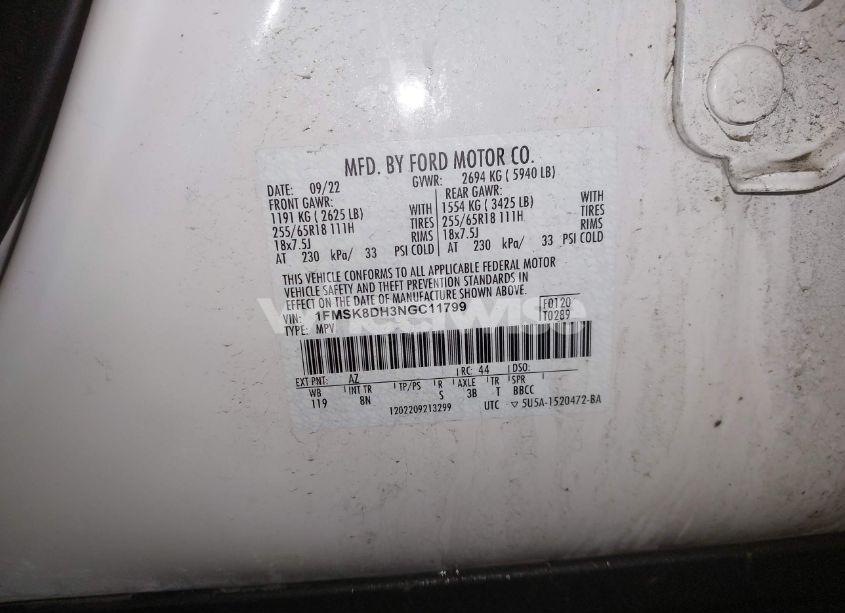 MFD. BY FORD MOTOR CO.
DATE: 09/22 GVWR: 2694 KG ( 5940 LB)
FRONT GAWR: REAR GAWR:
1191 KG ( 2625 LB) WITH 1554 KG ( 3425 LB) WITH
255/65R18 111H TIRES 255/65R18 111H TIRES
18x7.5J RIMS 18x7.5J RIMS
AT 230 kPa/ 33 PSI COLD AT 230 kPa/ 33 PSI COLD
THIS VEHICLE CONFORMS TO ALL APPLICABLE FEDERAL MOTOR
VEHICLE SAFETY AND THEFT PREVENTION STANDARDS IN
EFFECT ON THE DATE OF MANUFACTURE SHOWN ABOVE.
VIN: 1FMSK8DH3NGC11799 F0120
TYPE: MPV T0289
WheelWise
EXT PNT: AZ RC: 44 DSO:
WB INT TR TP/PS R AXLE TR SPR
119 8N S 3B T BBCC
1202209213299 UTC ▽ 5U5A-1520472-BA